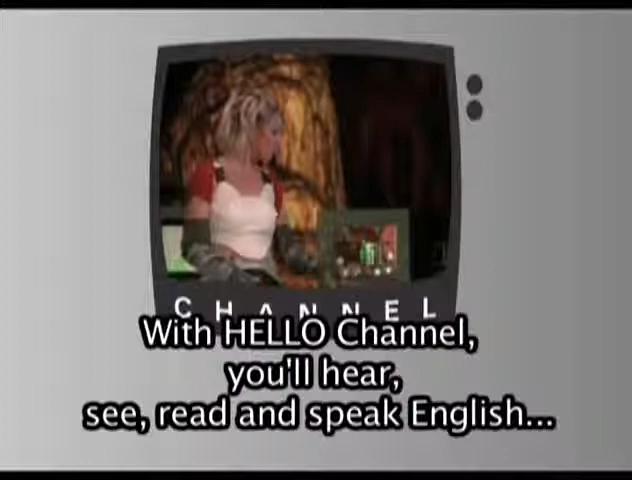 CHANNEL
With HELLO Channel,
you'll hear,
see, read and speak English...